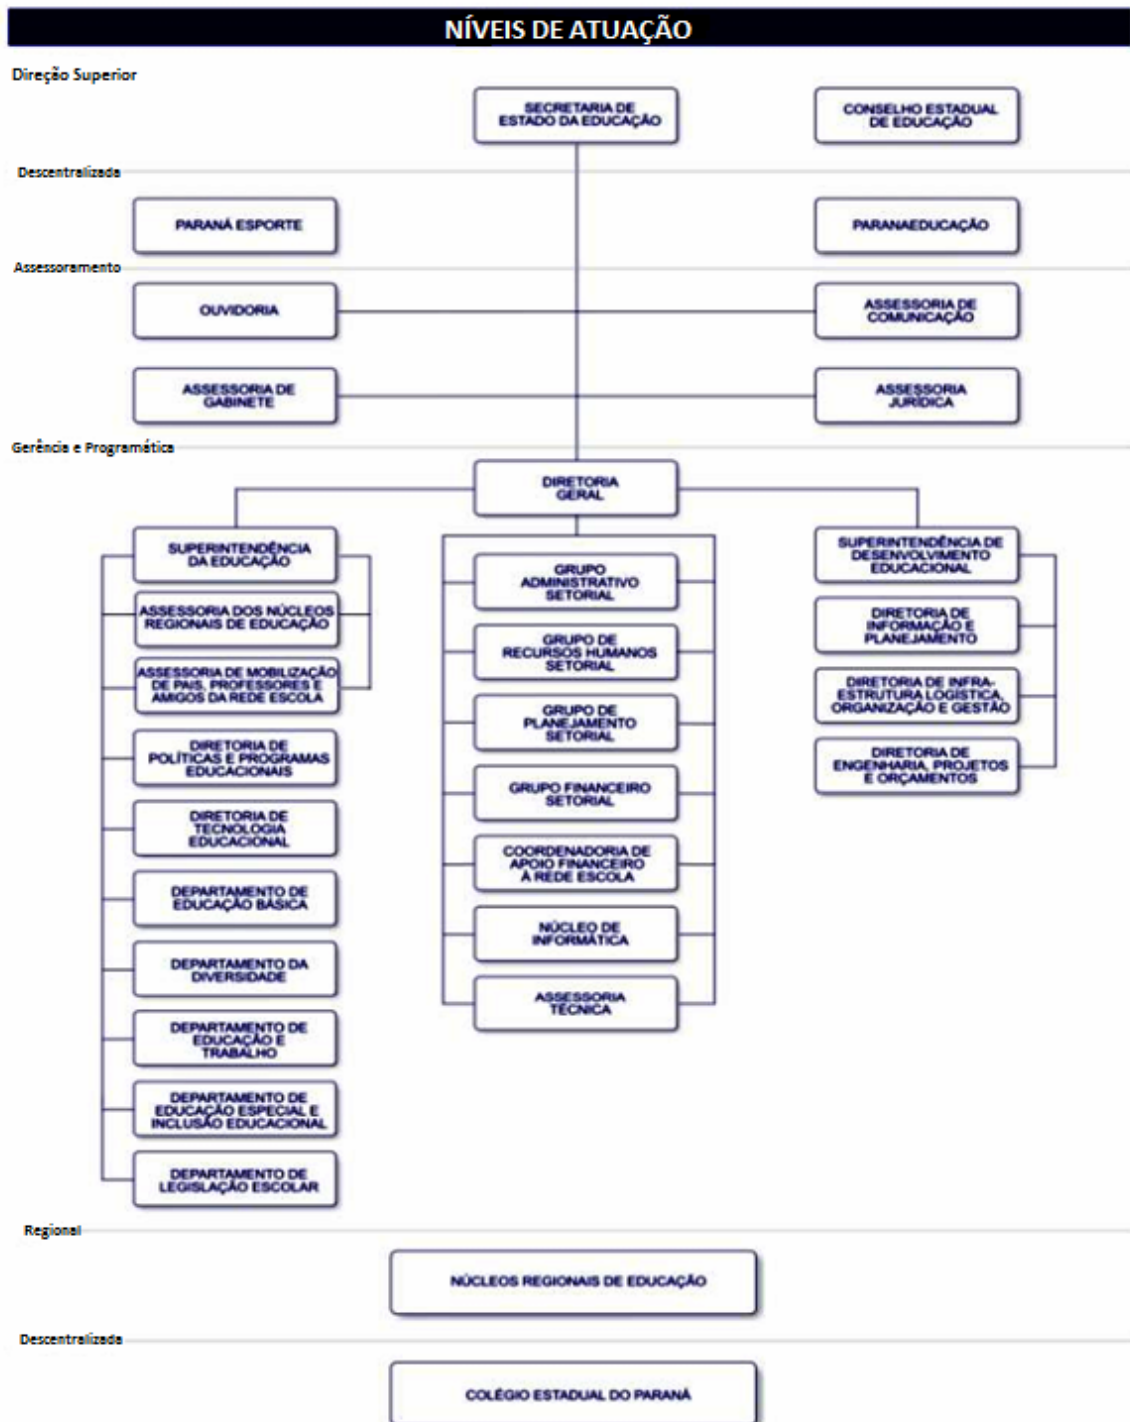 NÍVEIS DE ATUAÇÃO
Direção Superior
SECRETARIA DE
ESTADO DA EDUCAÇÃO
CONSELHO ESTADUAL
DE EDUCAÇÃO
Descentralizada
PARANÁ ESPORTE
PARANAEDUCAÇÃO
Assessoramento
OUVIDORIA
ASSESSORIA DE
COMUNICAÇÃO
ASSESSORIA DE
GABINETE
ASSESSORIA
JURÍDICA
Gerência e Programática
DIRETORIA
GERAL
SUPERINTENDÊNCIA
DA EDUCAÇÃO
ASSESSORIA DOS NÚCLEOS
REGIONAIS DE EDUCAÇÃO
ASSESSORIA DE MOBILIZAÇÃO
DE PAIS, PROFESSORES E
AMIGOS DA REDE ESCOLA
DIRETORIA DE
POLÍTICAS E PROGRAMAS
EDUCACIONAIS
DIRETORIA DE
TECNOLOGIA
EDUCACIONAL
DEPARTAMENTO DE
EDUCAÇÃO BÁSICA
DEPARTAMENTO DA
DIVERSIDADE
DEPARTAMENTO DE
EDUCAÇÃO E
TRABALHO
DEPARTAMENTO DE
EDUCAÇÃO ESPECIAL E
INCLUSÃO EDUCACIONAL
DEPARTAMENTO DE
LEGISLAÇÃO ESCOLAR
GRUPO
ADMINISTRATIVO
SETORIAL
GRUPO DE
RECURSOS HUMANOS
SETORIAL
GRUPO DE
PLANEJAMENTO
SETORIAL
GRUPO FINANCEIRO
SETORIAL
COORDENADORIA DE
APOIO FINANCEIRO
À REDE ESCOLA
NÚCLEO DE
INFORMÁTICA
ASSESSORIA
TÉCNICA
SUPERINTENDÊNCIA DE
DESENVOLVIMENTO
EDUCACIONAL
DIRETORIA DE
INFORMAÇÃO E
PLANEJAMENTO
DIRETORIA DE INFRA-
ESTRUTURA LOGÍSTICA,
ORGANIZAÇÃO E GESTÃO
DIRETORIA DE
ENGENHARIA, PROJETOS
E ORÇAMENTOS
Regional
NÚCLEOS REGIONAIS DE EDUCAÇÃO
Descentralizada
COLÉGIO ESTADUAL DO PARANÁ